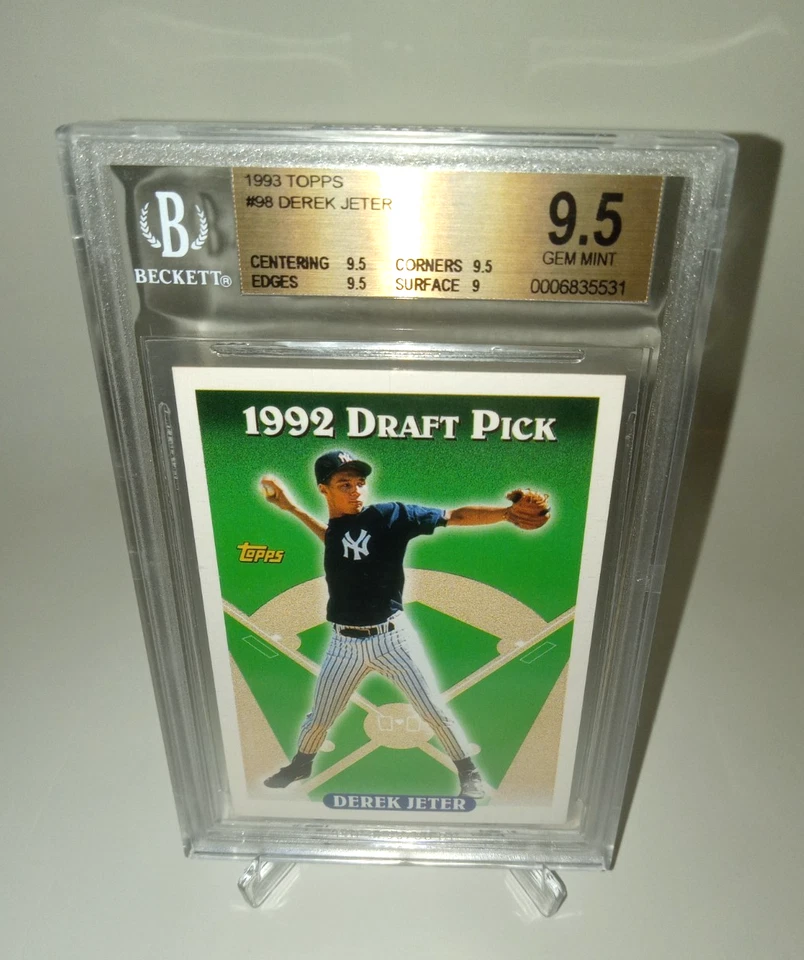 1993 TOPPS
#98 DEREK JETER
9.5
GEM MINT
0006835531
CENTERING 9.5 CORNERS 9.5
EDGES 9.5 SURFACE 9
B
BECKETT®
1992 DRAFT PICK
NY
TOPPS
NY
DEREK JETER